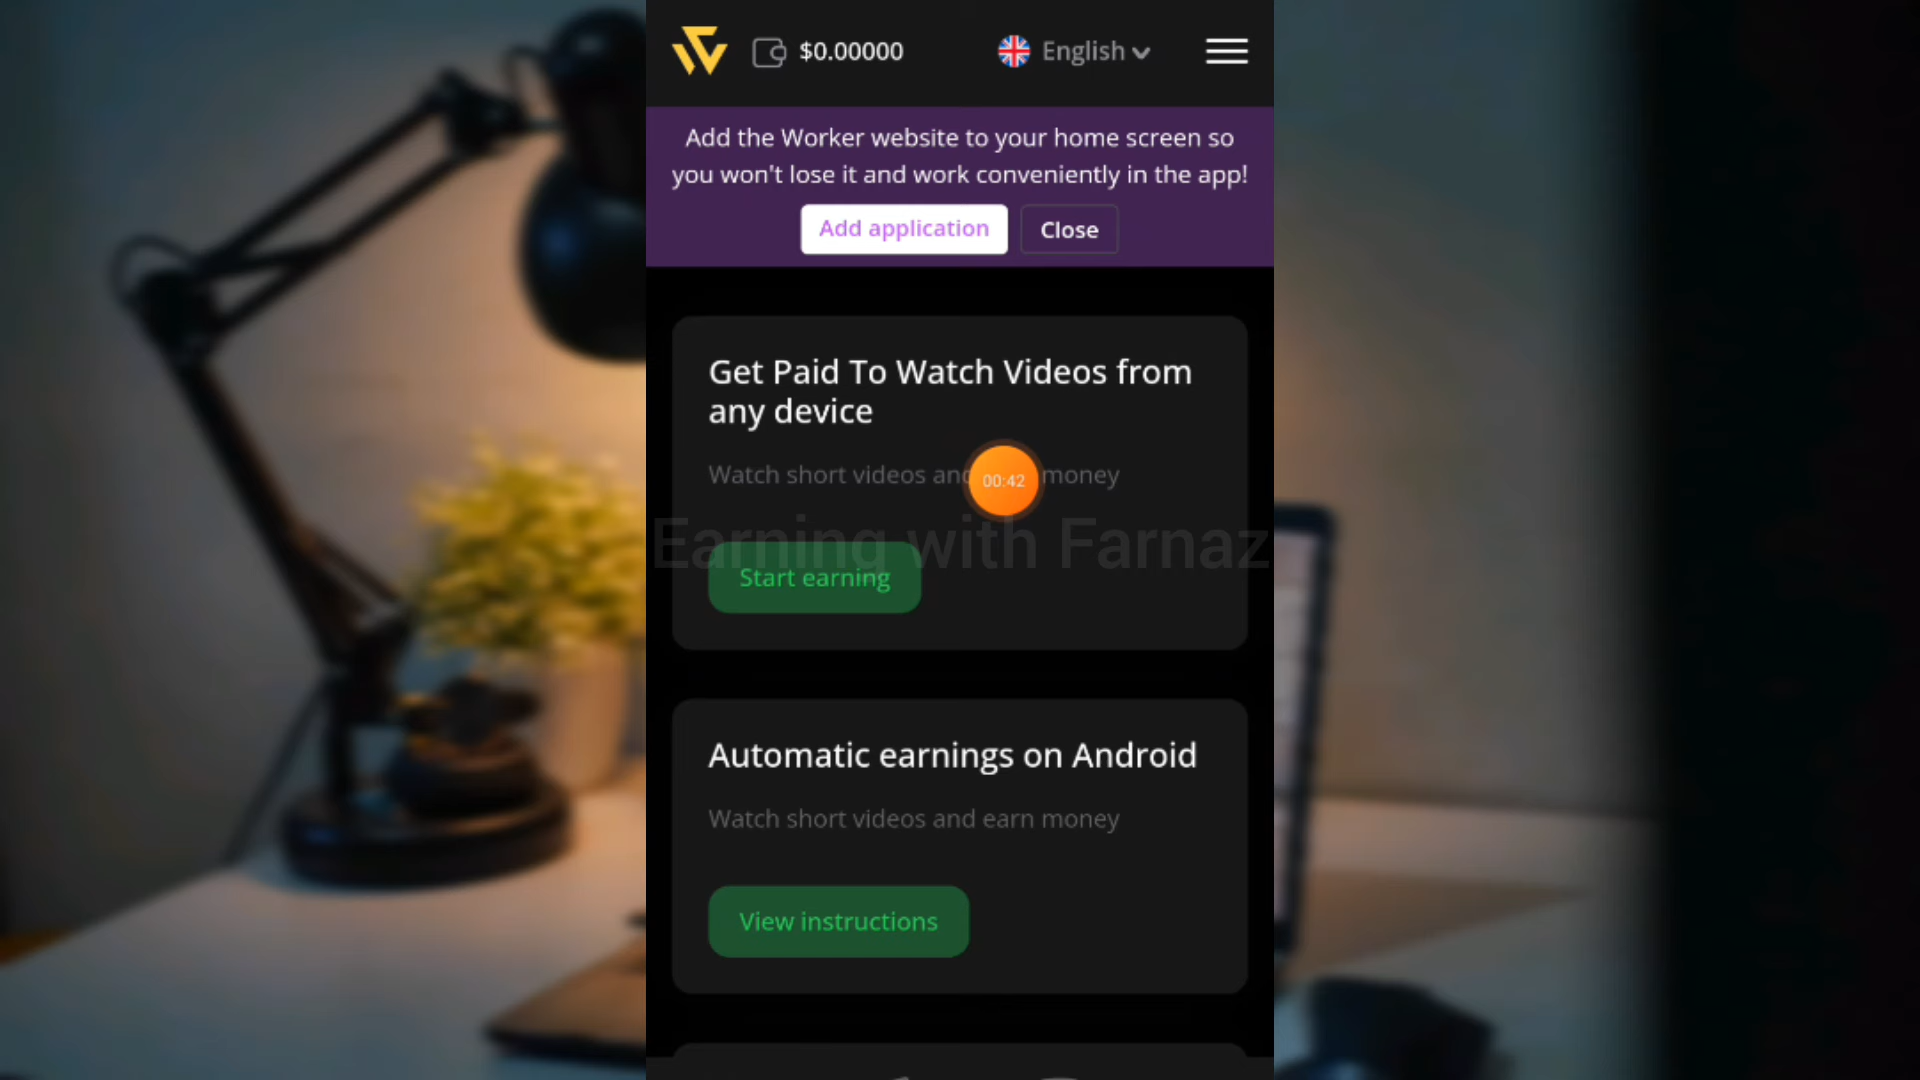 $0.00000
English
Add the Worker website to your home screen so
you won't lose it and work conveniently in the app!
Add application
Close
Get Paid To Watch Videos from
any device
Watch short videos and money
00:42
Earning with Farnaz
Start earning
Automatic earnings on Android
Watch short videos and earn money
View instructions